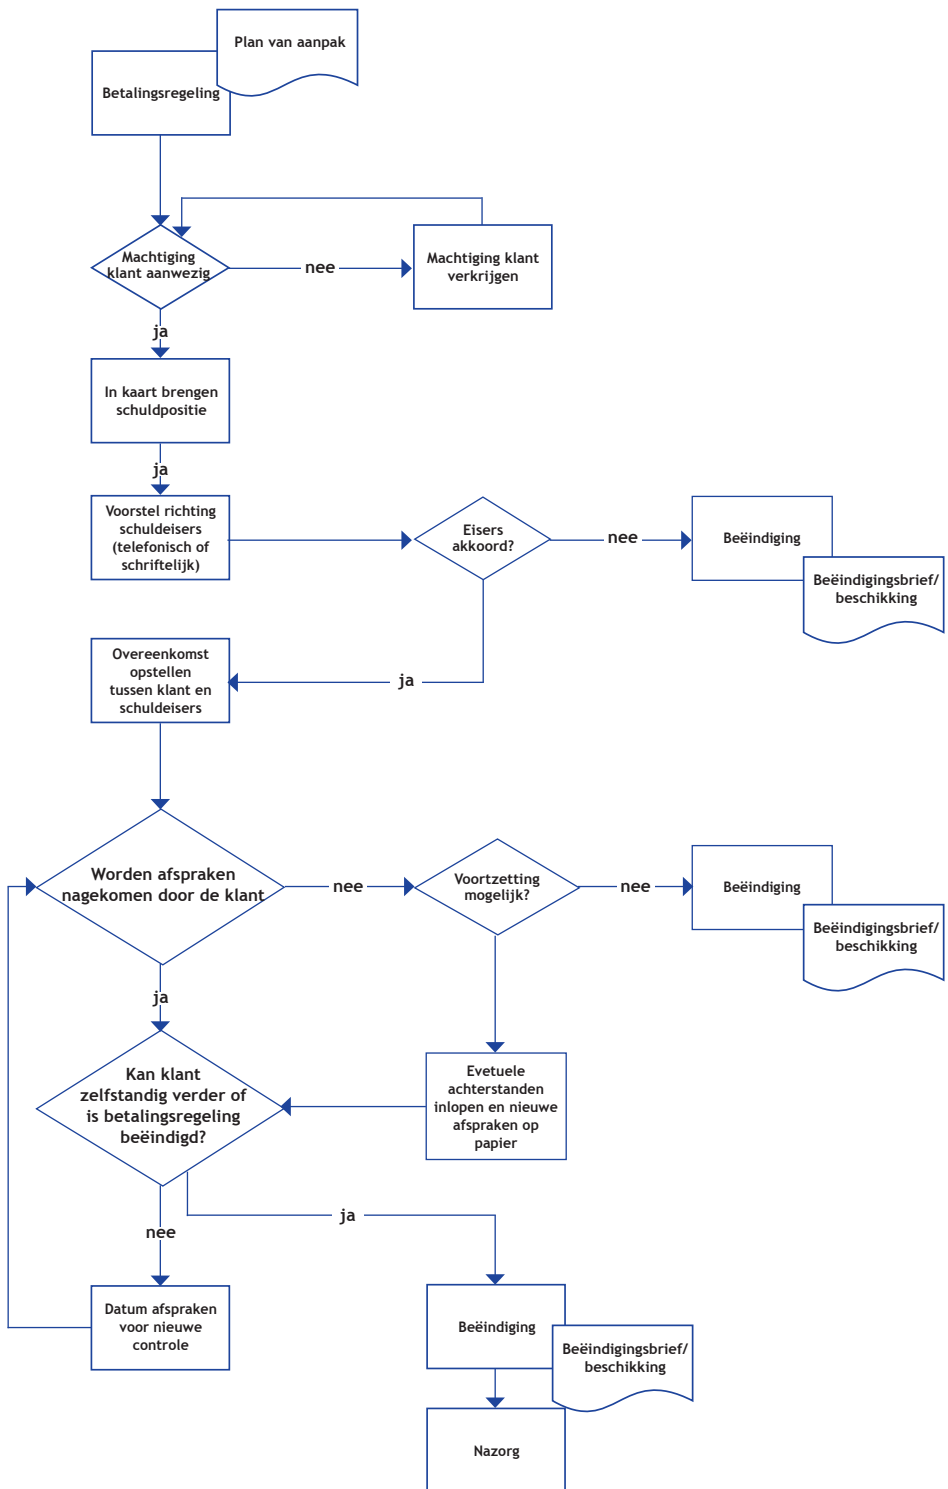 Plan van aanpak
Betalingsregeling
Machtiging
klant aanwezig
nee
Machtiging klant
verkrijgen
ja
In kaart brengen
schuldpositie
ja
Voorstel richting
schuldeisers
(telefonisch of
schriftelijk)
Eisers
akkoord?
nee
Beëindiging
Beëindigingsbrief/
beschikking
Overeenkomst
opstellen
tussen klant en
schuldeisers
ja
Worden afspraken
nagekomen door de klant
nee
Voortzetting
mogelijk?
nee
Beëindiging
Beëindigingsbrief/
beschikking
ja
Kan klant
zelfstandig verder of
is betalingsregeling
beëindigd?
Evetuele
achterstanden
inlopen en nieuwe
afspraken op
papier
ja
nee
Datum afspraken
voor nieuwe
controle
Beëindiging
Beëindigingsbrief/
beschikking
Nazorg